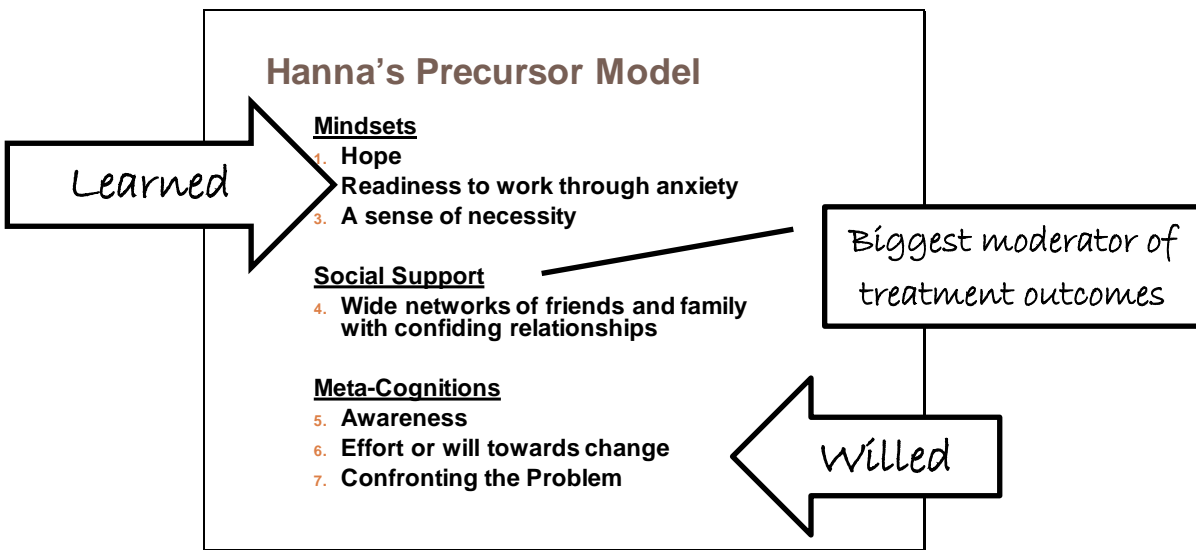 Hanna's Precursor Model
Mindsets
1. Hope
Readiness to work through anxiety
3. A sense of necessity
Learned
Biggest moderator of
treatment outcomes
Social Support
4. Wide networks of friends and family
with confiding relationships
Meta-Cognitions
5. Awareness
6. Effort or will towards change
7. Confronting the Problem
Willed